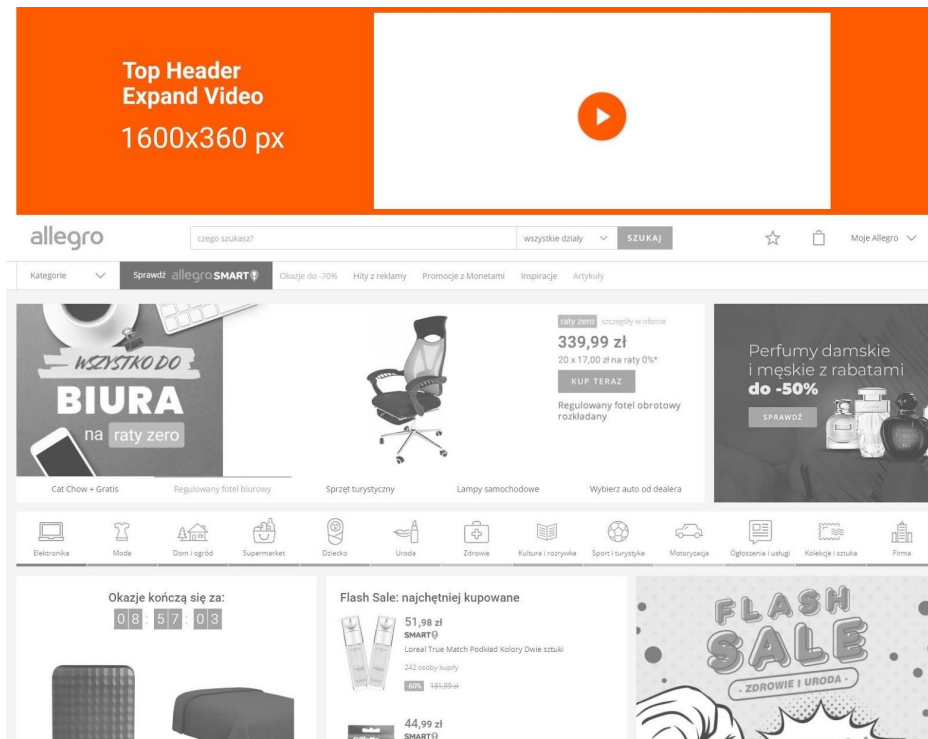 Top Header
Expand Video
1600x360 px
allegro
czego szukasz?
wszystkie działy
SZUKAJ
Moje Allegro
Kategorie
Sprawdź allegro SMART!
Okazje do -70%
Hity z reklamy
Promocje z Monetami
Inspiracje
Artykuły
WSZYSTKO DO
BIURA
na raty zero
raty zero szczegóły w ofercie
339,99 zł
20 x 17,00 zł na raty 0%*
KUP TERAZ
Regulowany fotel obrotowy
rozkładany
Perfumy damskie
i męskie z rabatami
do -50%
SPRAWDŹ
Cat Chow + Gratis
Regulowany fotel biurowy
Sprzęt turystyczny
Lampy samochodowe
Wybierz auto od dealera
Elektronika
Moda
Dom i ogród
Supermarket
Dziecko
Uroda
Zdrowie
Kultura i rozrywka
Sport i turystyka
Motoryzacja
Ogłoszenia i usługi
Kolekcje i sztuka
Firma
Okazje kończą się za:
08:57:03
Flash Sale: najchętniej kupowane
51,98 zł
SMART!
Loreal True Match Podkład Kolory Dwie sztuki
242 osoby kupiły
-60% 131,99 zł
44,99 zł
SMART!
FLASH
SALE
· ZDROWIE I URODA ·